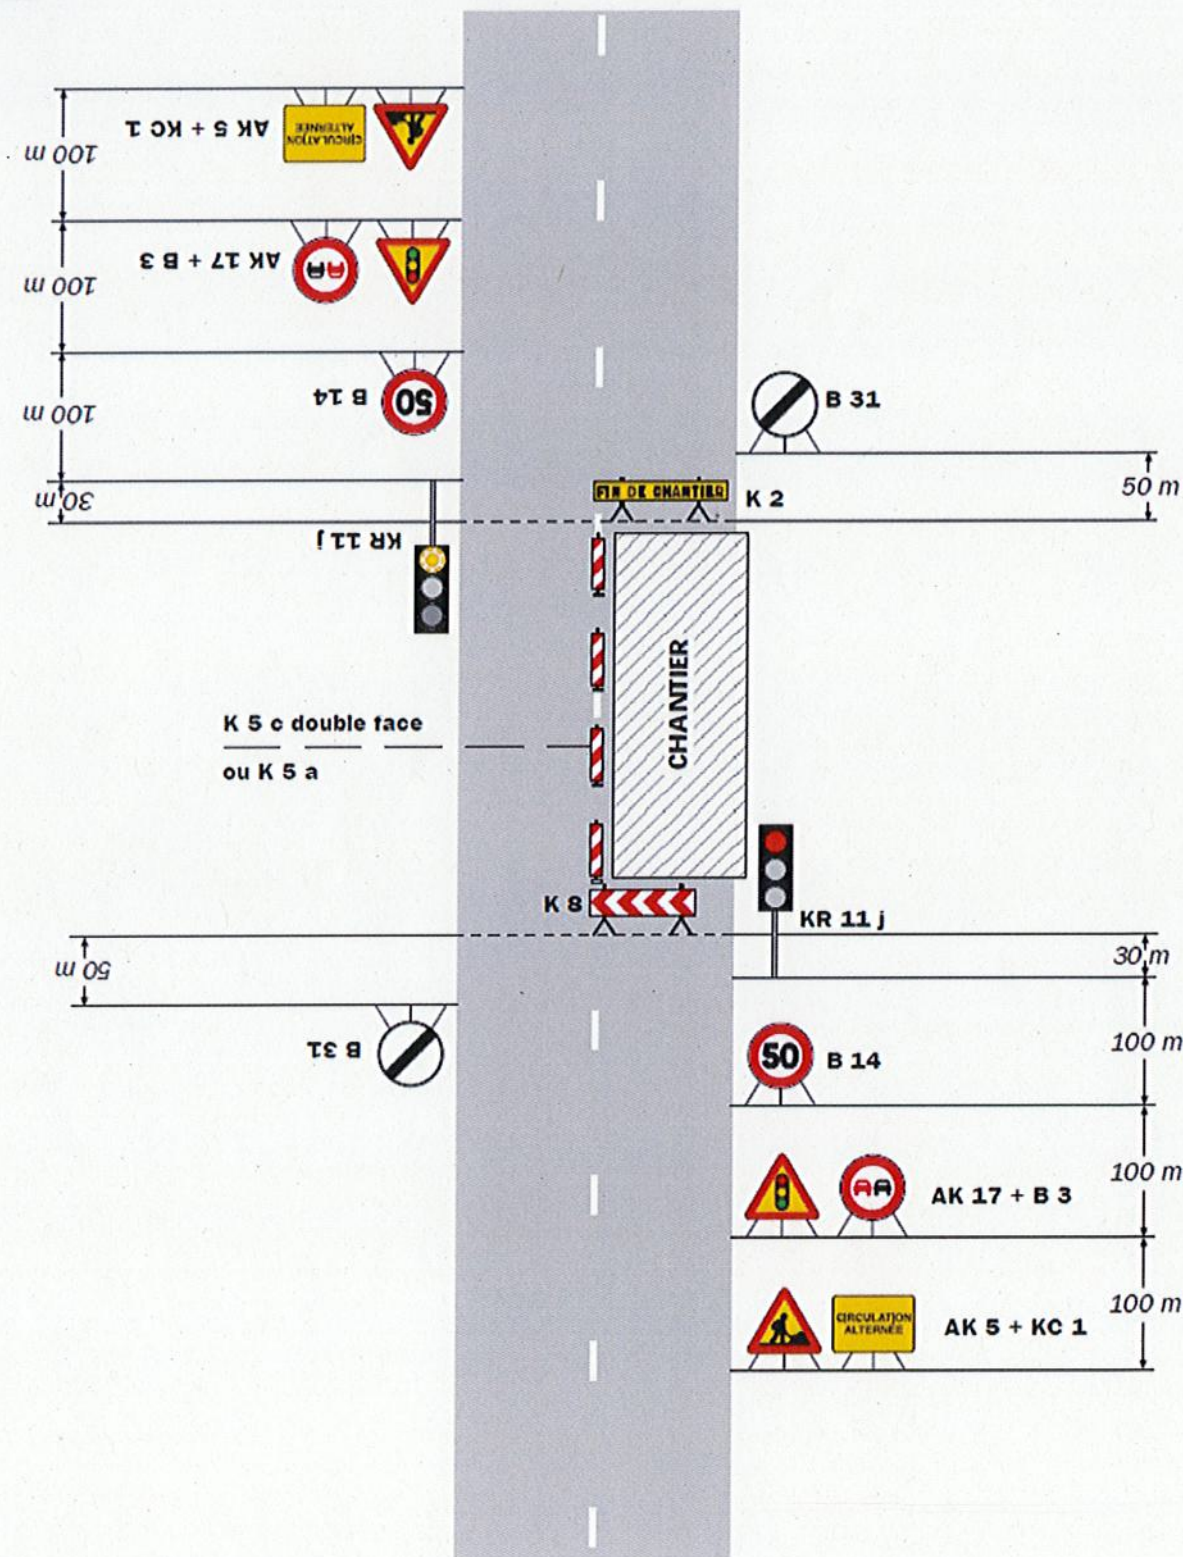 100 m
AK 5 + KC 1
CIRCULATION
ALTERNÉE
100 m
AK 17 + B 3
100 m
B 14
50
30 m
KR 11 j
B 31
50 m
FIN DE CHANTIER
K 2
CHANTIER
K 5 c double face
ou K 5 a
K 8
KR 11 j
50 m
B 31
30 m
50
B 14
100 m
AK 17 + B 3
100 m
CIRCULATION
ALTERNÉE
AK 5 + KC 1
100 m